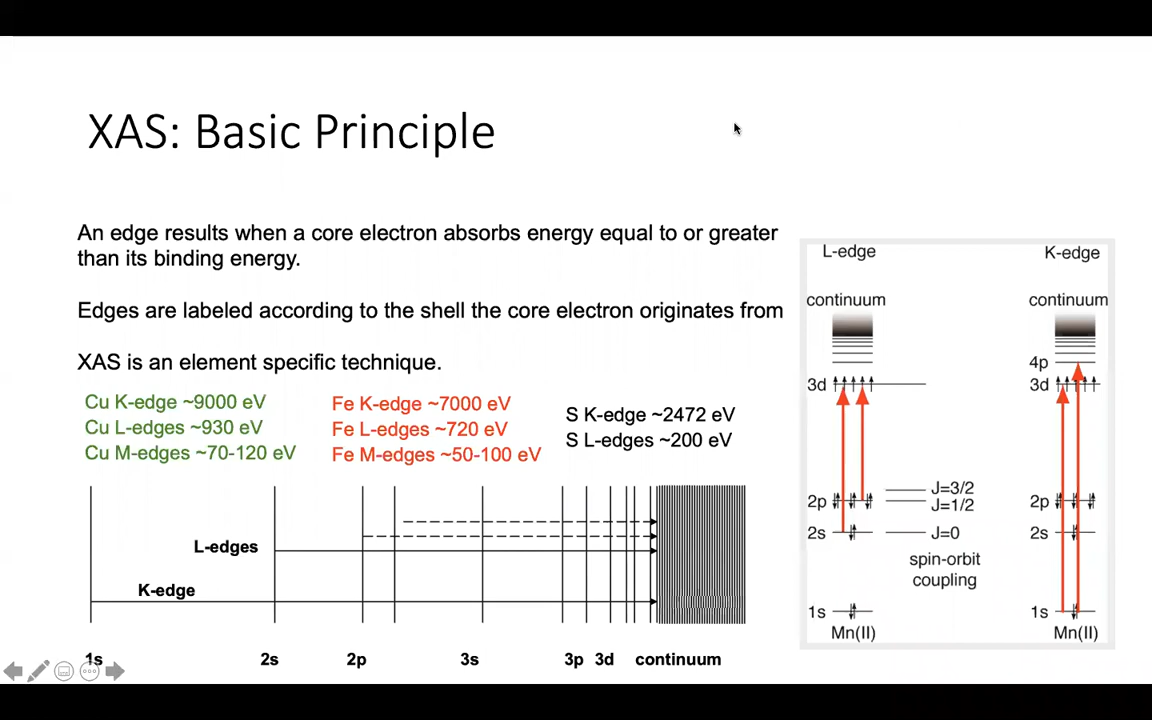 XAS: Basic Principle
An edge results when a core electron absorbs energy equal to or greater
than its binding energy.
Edges are labeled according to the shell the core electron originates from
XAS is an element specific technique.
Cu K-edge ~9000 eV
Cu L-edges ~930 eV
Cu M-edges ~70-120 eV
Fe K-edge ~7000 eV
Fe L-edges ~720 eV
Fe M-edges ~50-100 eV
S K-edge ~2472 eV
S L-edges ~200 eV
L-edges
K-edge
1s 2s 2p 3s 3p 3d continuum
L-edge
continuum
3d
2p
J=3/2
J=1/2
2s
J=0
spin-orbit
coupling
1s
Mn(II)
K-edge
continuum
4p
3d
2p
2s
1s
Mn(II)